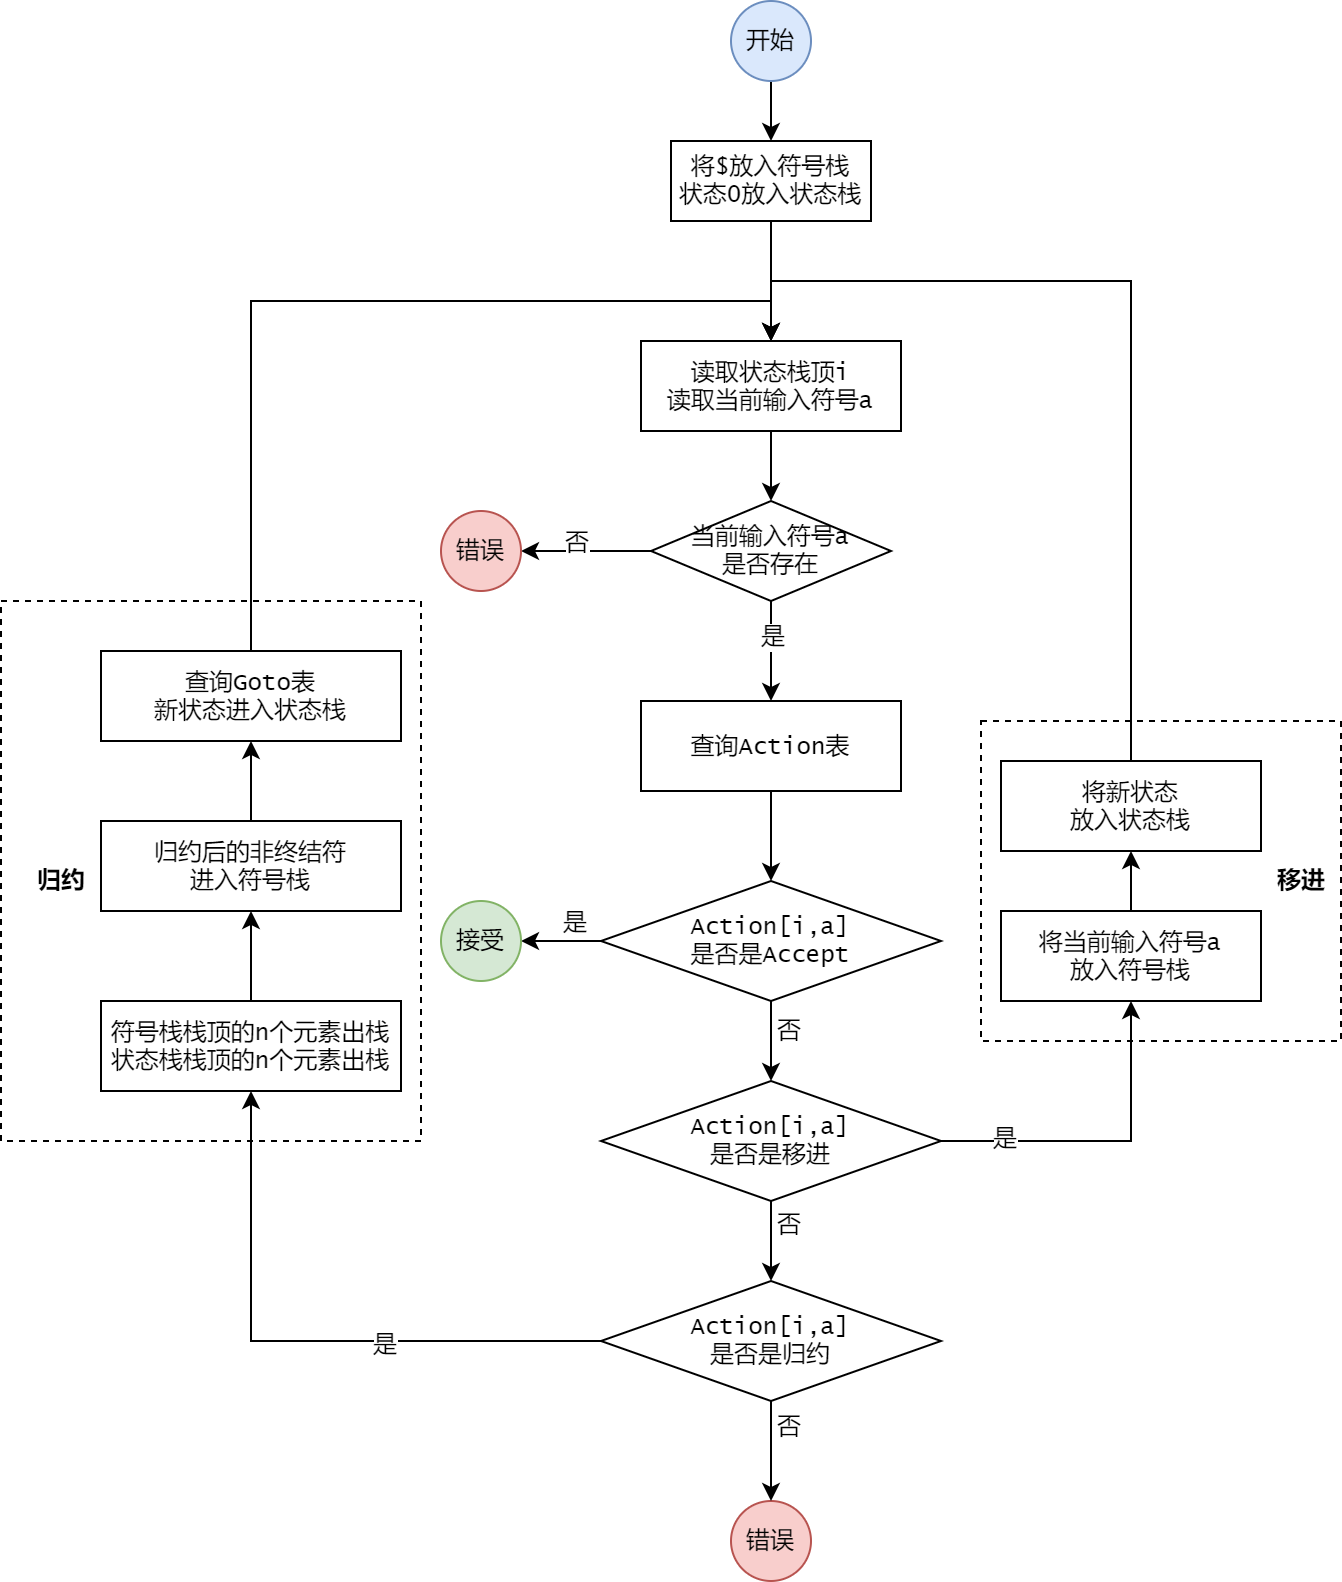 开始
将$放入符号栈
状态0放入状态栈
读取状态栈顶i
读取当前输入符号a
当前输入符号a
是否存在
否
错误
是
查询Action表
Action[i,a]
是否是Accept
是
接受
否
Action[i,a]
是否是移进
是
否
Action[i,a]
是否是归约
是
否
错误
归约
查询Goto表
新状态进入状态栈
归约后的非终结符
进入符号栈
符号栈栈顶的n个元素出栈
状态栈栈顶的n个元素出栈
移进
将新状态
放入状态栈
将当前输入符号a
放入符号栈